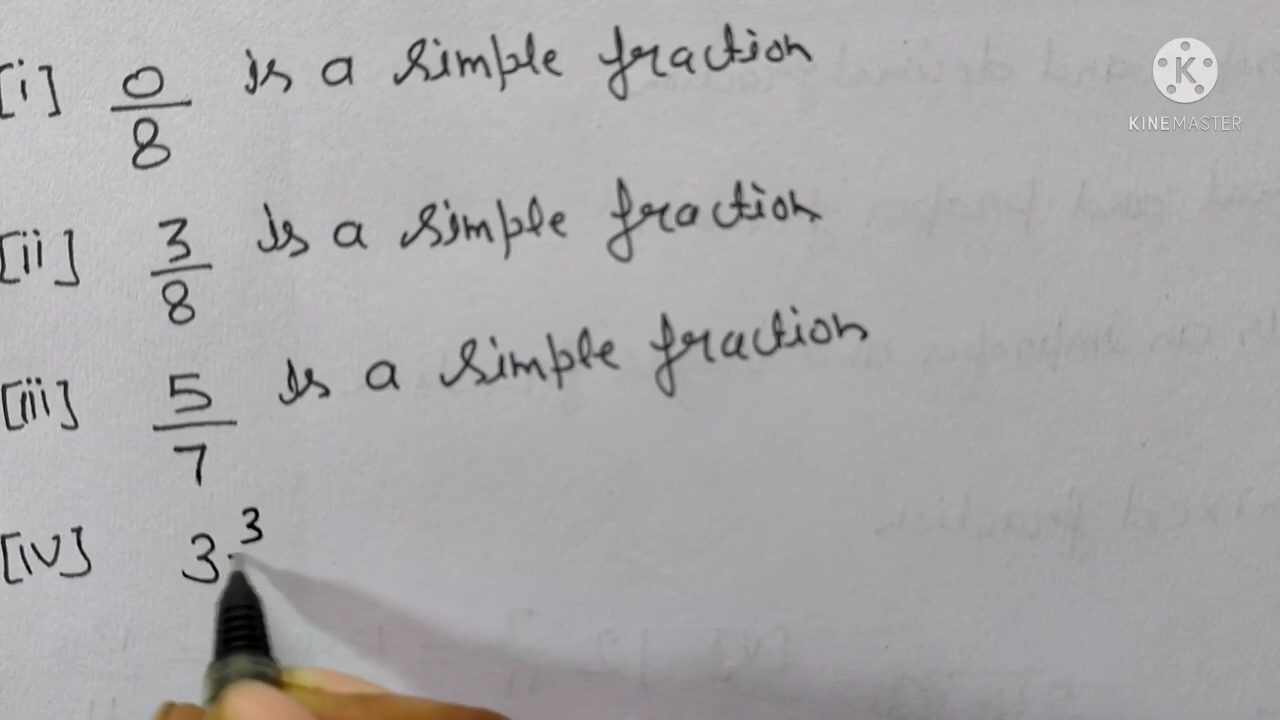 [i] 0/8 is a simple fraction
[ii] 3/8 is a simple fraction
[iii] 5/7 is a simple fraction
[iv] 3 3
KINEMASTER